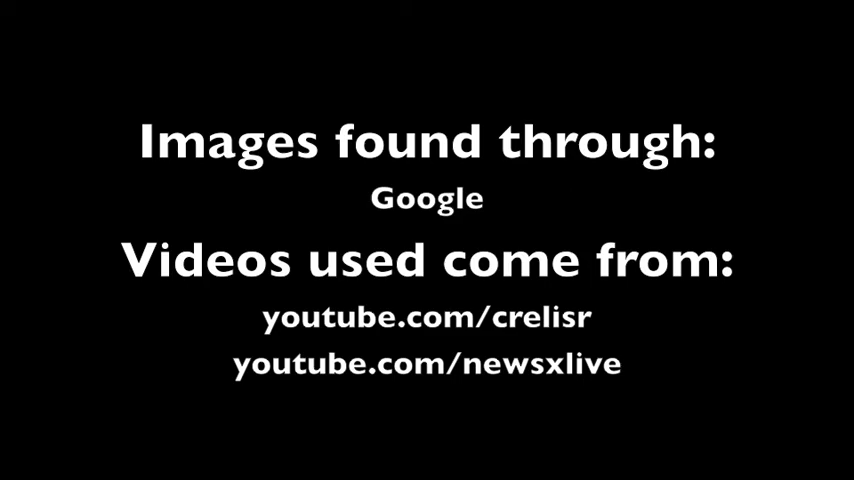 Images found through:
Google
Videos used come from:
youtube.com/crelisr
youtube.com/newsxlive